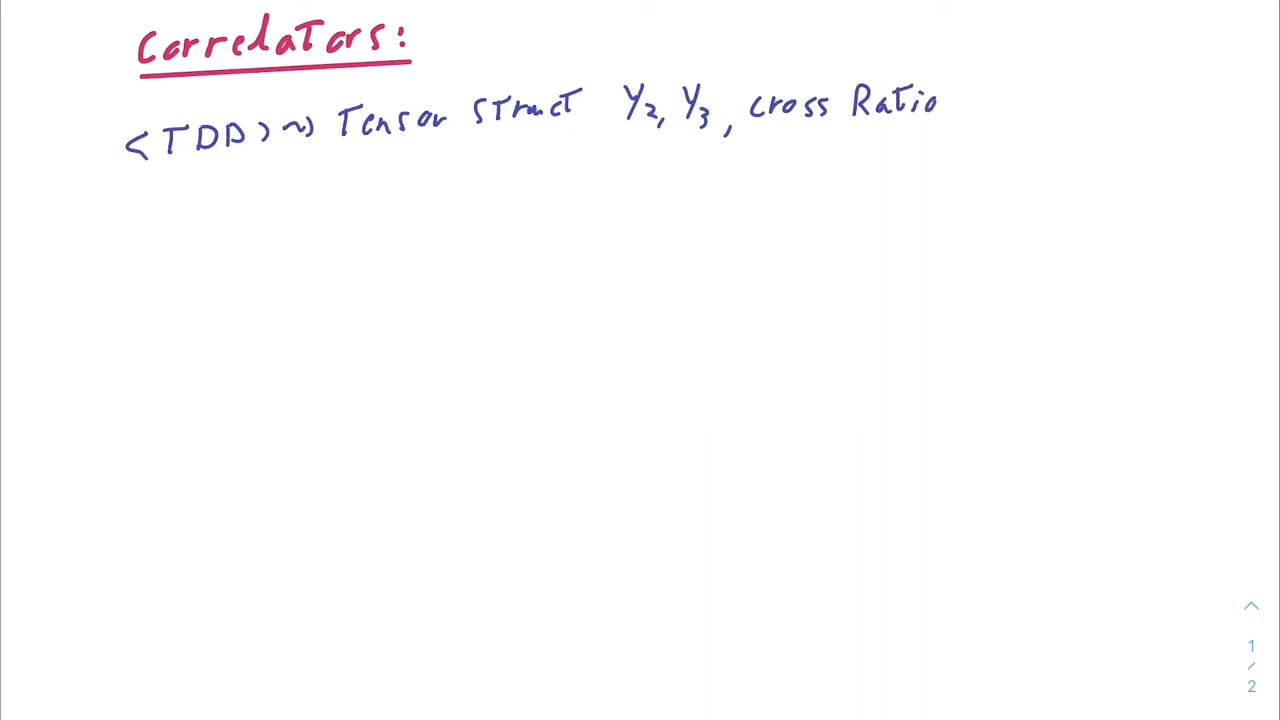 Correlators:
<TDD> ~> Tensor Struct Y2, Y3, cross Ratio
1
/
2